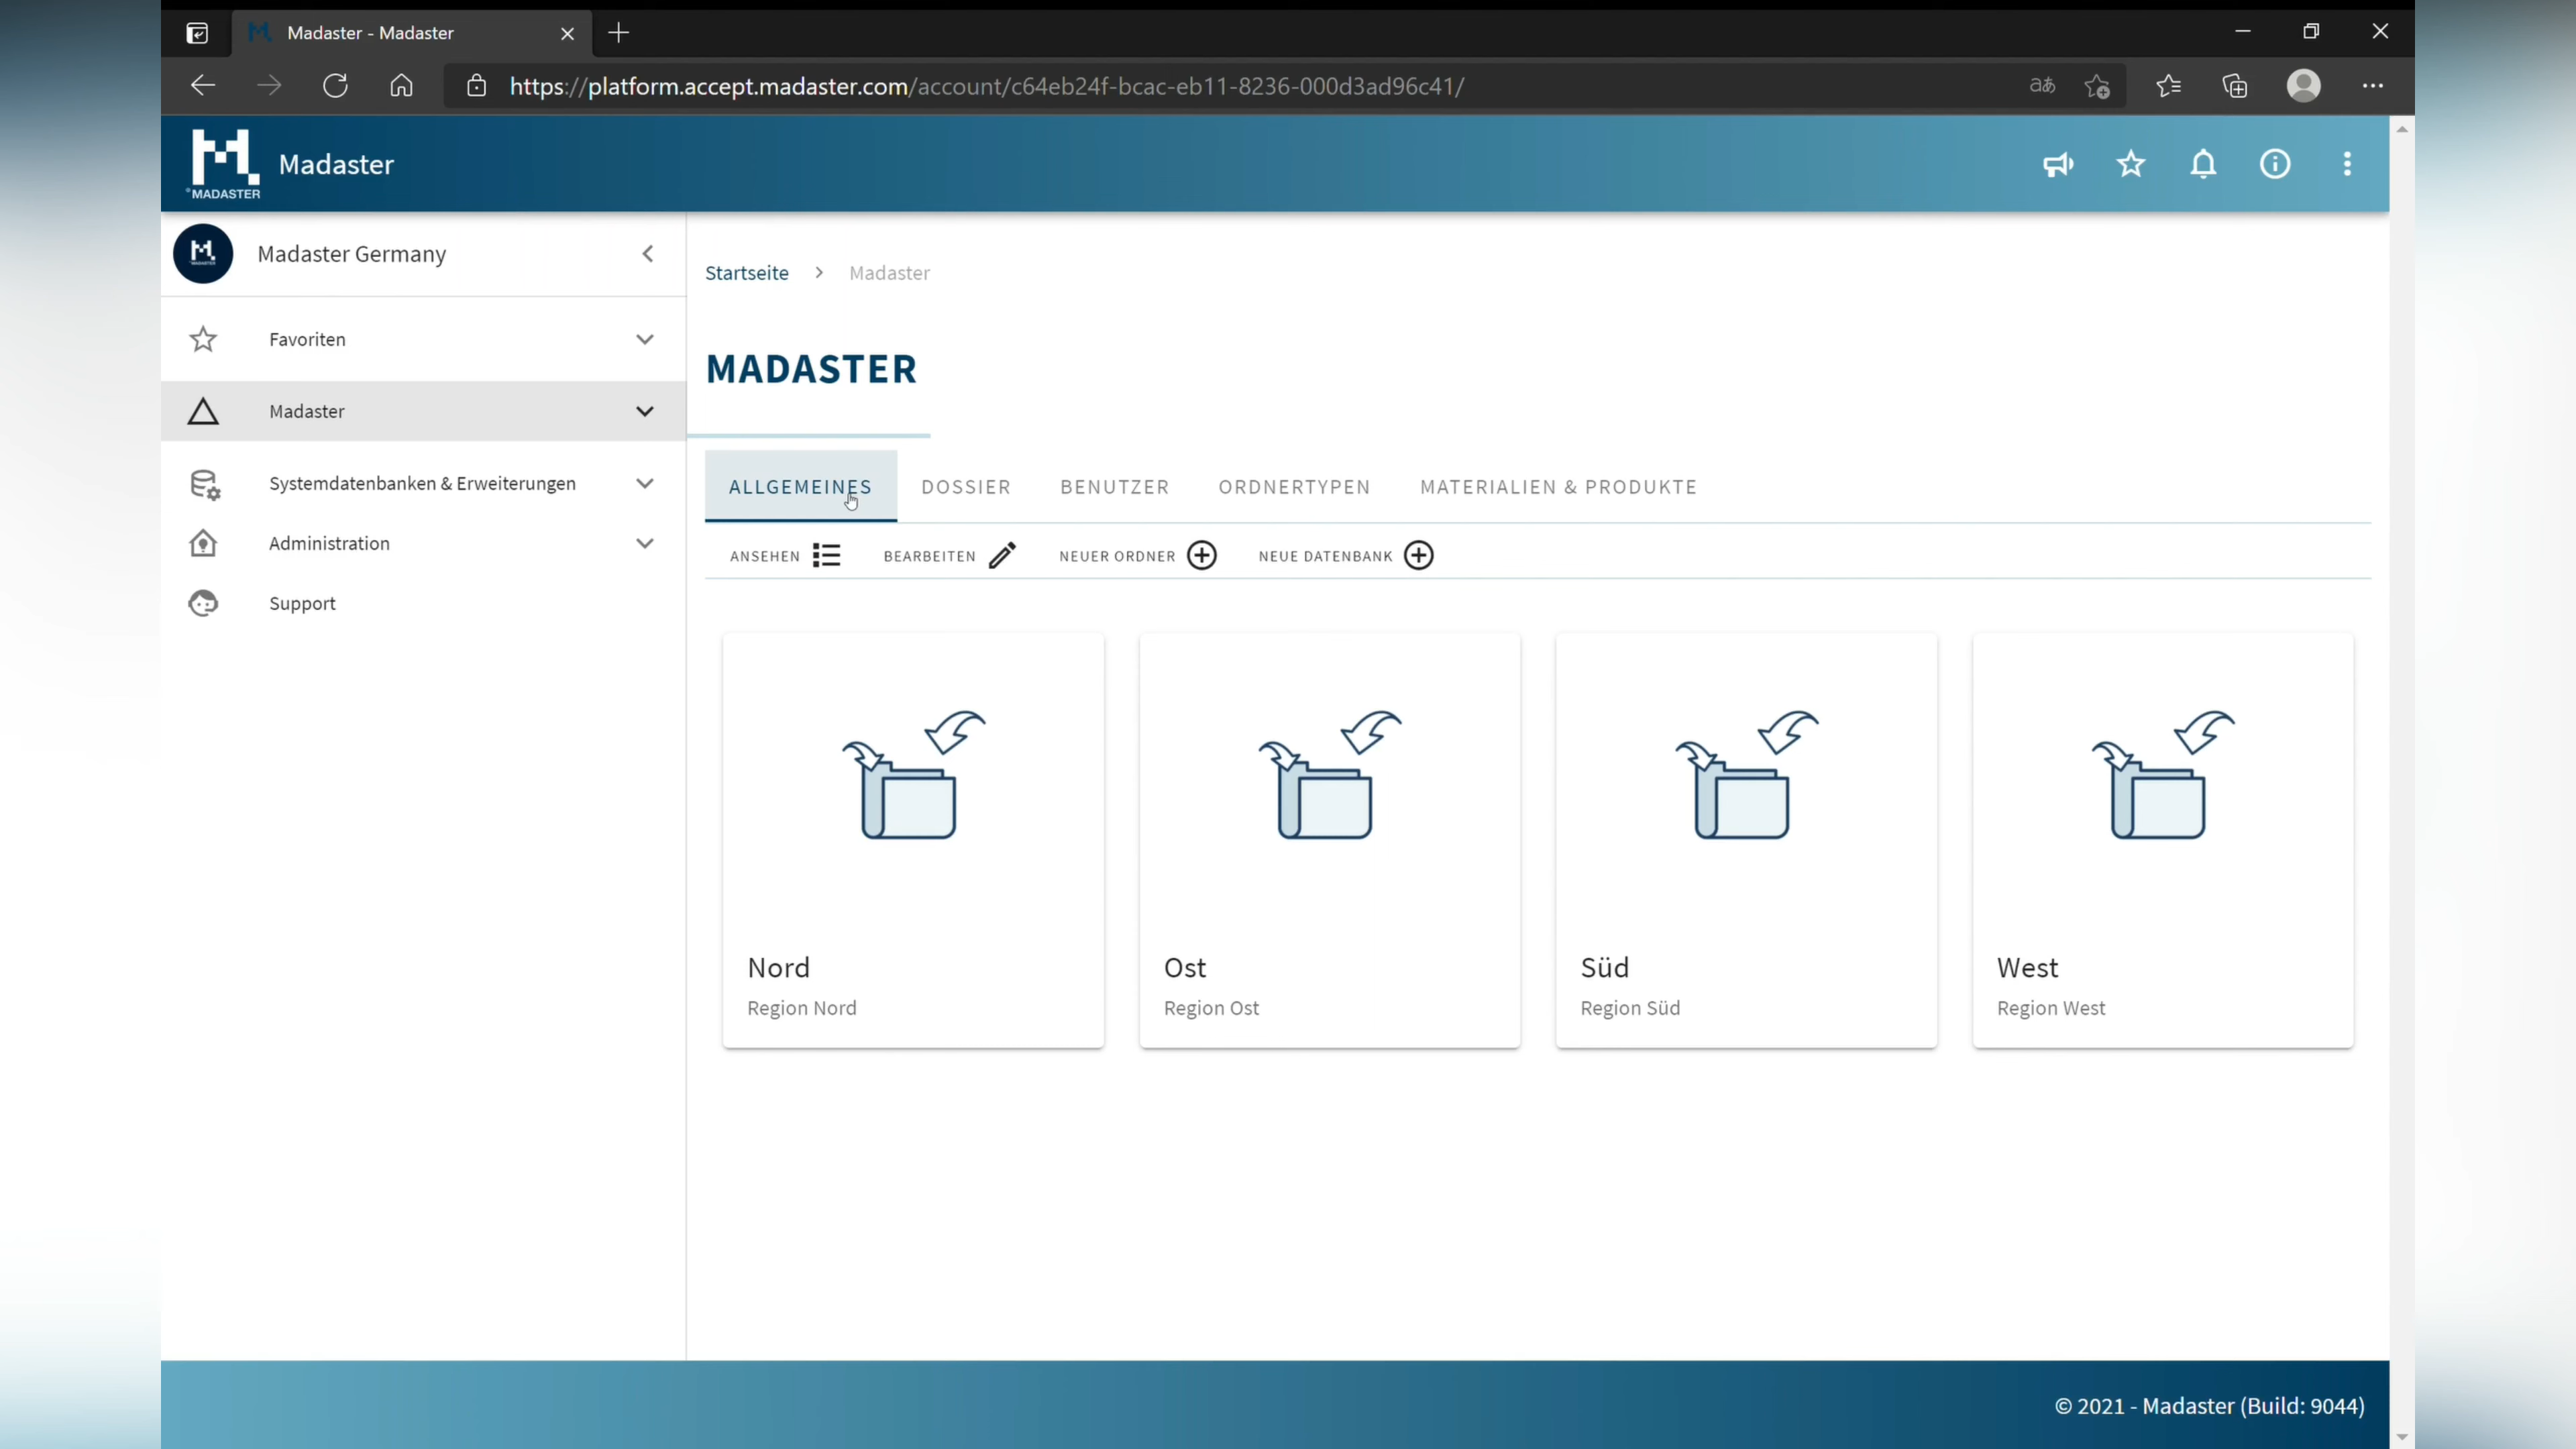 Madaster - Madaster
https://platform.accept.madaster.com/account/c64eb24f-bcac-eb11-8236-000d3ad96c41/
aあ
MADASTER
Madaster
Madaster Germany
Favoriten
Madaster
Systemdatenbanken & Erweiterungen
Administration
Support
Startseite > Madaster
MADASTER
ALLGEMEINES DOSSIER BENUTZER ORDNERTYPEN MATERIALIEN & PRODUKTE
ANSEHEN BEARBEITEN NEUER ORDNER NEUE DATENBANK
Nord
Region Nord
Ost
Region Ost
Süd
Region Süd
West
Region West
© 2021 - Madaster (Build: 9044)